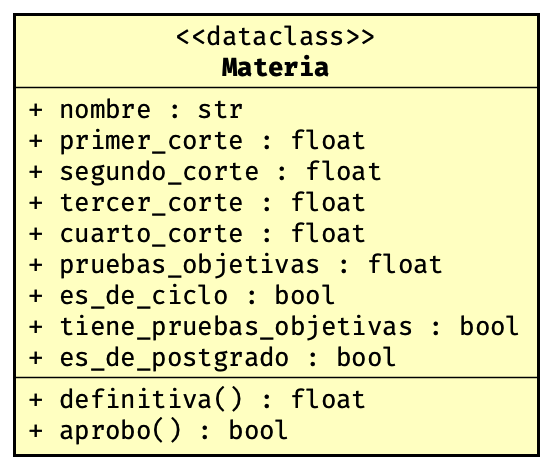 <<dataclass>>
Materia
+ nombre : str
+ primer_corte : float
+ segundo_corte : float
+ tercer_corte : float
+ cuarto_corte : float
+ pruebas_objetivas : float
+ es_de_ciclo : bool
+ tiene_pruebas_objetivas : bool
+ es_de_postgrado : bool
+ definitiva() : float
+ aprobo() : bool